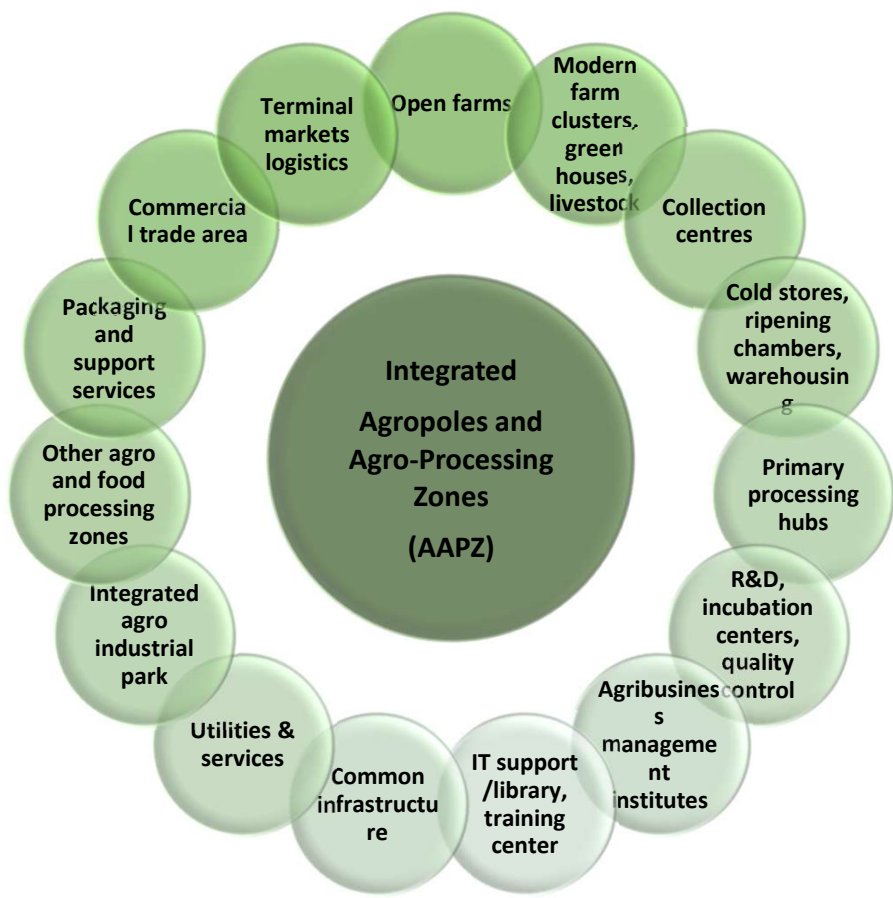 Open farms
Modern
farm
clusters,
green
houses,
livestock
Collection
centres
Cold stores,
ripening
chambers,
warehousin
g
Primary
processing
hubs
R&D,
incubation
centers,
quality
control
Agribusines
s
manageme
nt
institutes
IT support
/library,
training
center
Common
infrastructu
re
Utilities &
services
Integrated
agro
industrial
park
Other agro
and food
processing
zones
Packaging
and
support
services
Commercia
l trade area
Terminal
markets
logistics
Integrated
Agropoles and
Agro-Processing
Zones
(AAPZ)